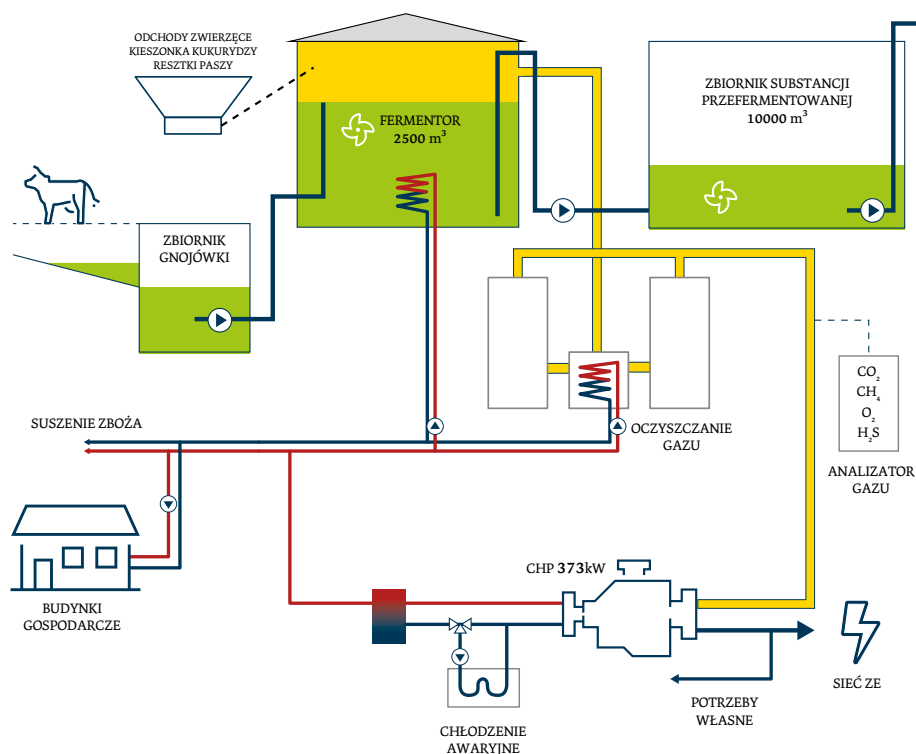 ODCHODY ZWIERZĘCE
KIESZONKA KUKURYDZY
RESZTKI PASZY
FERMENTOR
2500 m³
ZBIORNIK SUBSTANCJI
PRZEFERMENTOWANEJ
10000 m³
ZBIORNIK
GNOJÓWKI
SUSZENIE ZBOŻA
OCZYSZCZANIE
GAZU
CO₂
CH₄
O₂
H₂S
ANALIZATOR
GAZU
BUDYNKI
GOSPODARCZE
CHP 373kW
SIEĆ ZE
POTRZEBY
WŁASNE
CHŁODZENIE
AWARYJNE